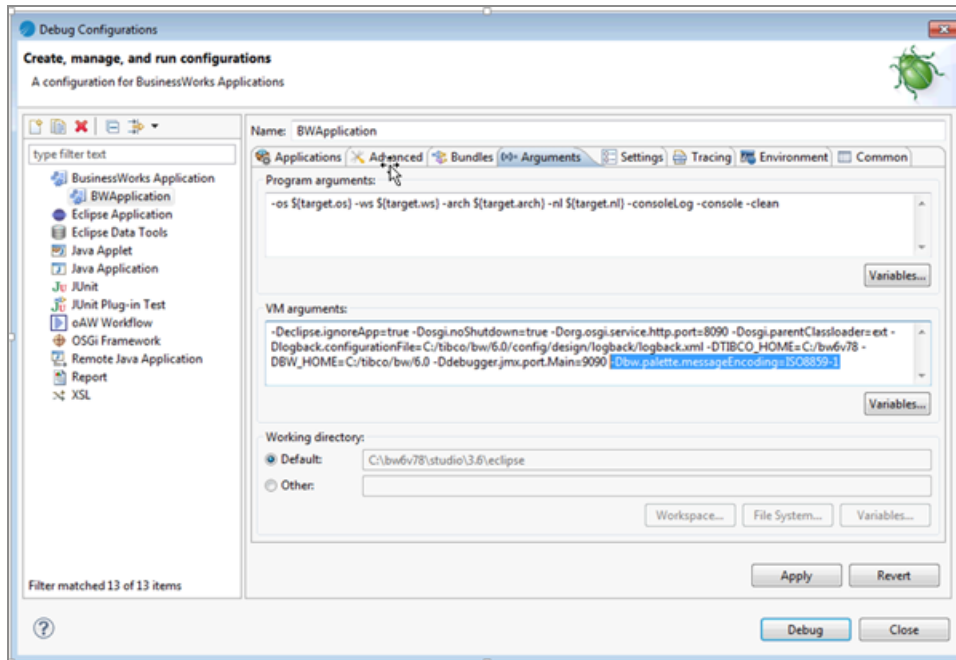 Debug Configurations
Create, manage, and run configurations
A configuration for BusinessWorks Applications
type filter text
BusinessWorks Application
BWApplication
Eclipse Application
Eclipse Data Tools
Java Applet
Java Application
JUnit
JUnit Plug-in Test
oAW Workflow
OSGi Framework
Remote Java Application
Report
XSL
Filter matched 13 of 13 items
Name: BWApplication
Applications Advanced Bundles Arguments Settings Tracing Environment Common
Program arguments:
-os ${target.os} -ws ${target.ws} -arch ${target.arch} -nl ${target.nl} -consoleLog -console -clean
Variables...
VM arguments:
-Declipse.ignoreApp=true -Dosgi.noShutdown=true -Dorg.osgi.service.http.port=8090 -Dosgi.parentClassloader=ext -
Dlogback.configurationFile=C:/tibco/bw/6.0/config/design/logback/logback.xml -DTIBCO_HOME=C:/bw6v78 -
DBW_HOME=C:/tibco/bw/6.0 -Ddebugger.jmx.port.Main=9090 -Dbw.palette.messageEncoding=ISO8859-1
Variables...
Working directory:
Default: C:\bw6v78\studio\3.6\eclipse
Other:
Workspace... File System... Variables...
Apply Revert
Debug Close